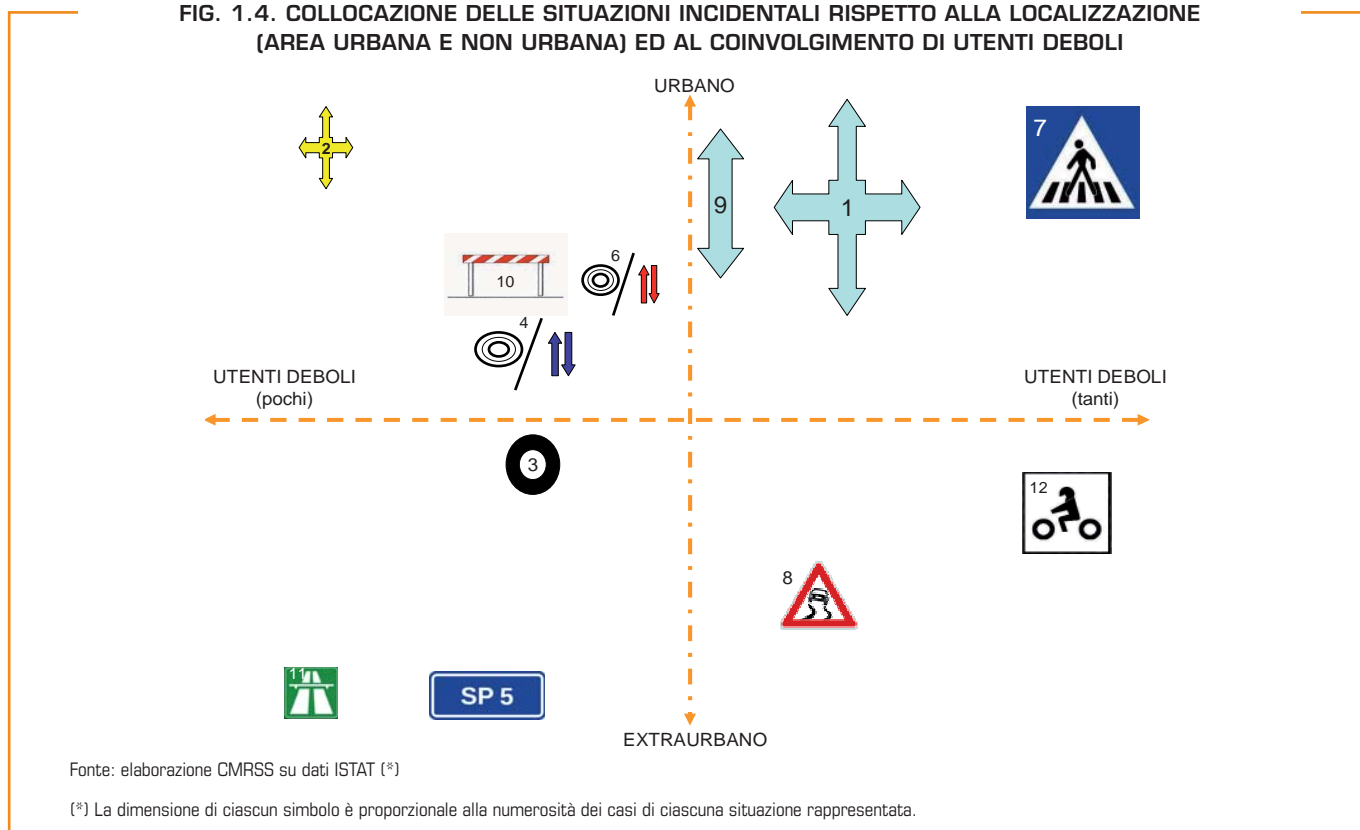 FIG. 1.4. COLLOCAZIONE DELLE SITUAZIONI INCIDENTALI RISPETTO ALLA LOCALIZZAZIONE
(AREA URBANA E NON URBANA) ED AL COINVOLGIMENTO DI UTENTI DEBOLI
URBANO
2
9
1
7
10
6
4
UTENTI DEBOLI
(pochi)
UTENTI DEBOLI
(tanti)
3
12
8
11
SP 5
EXTRAURBANO
Fonte: elaborazione CMRSS su dati ISTAT (*)
(*) La dimensione di ciascun simbolo è proporzionale alla numerosità dei casi di ciascuna situazione rappresentata.